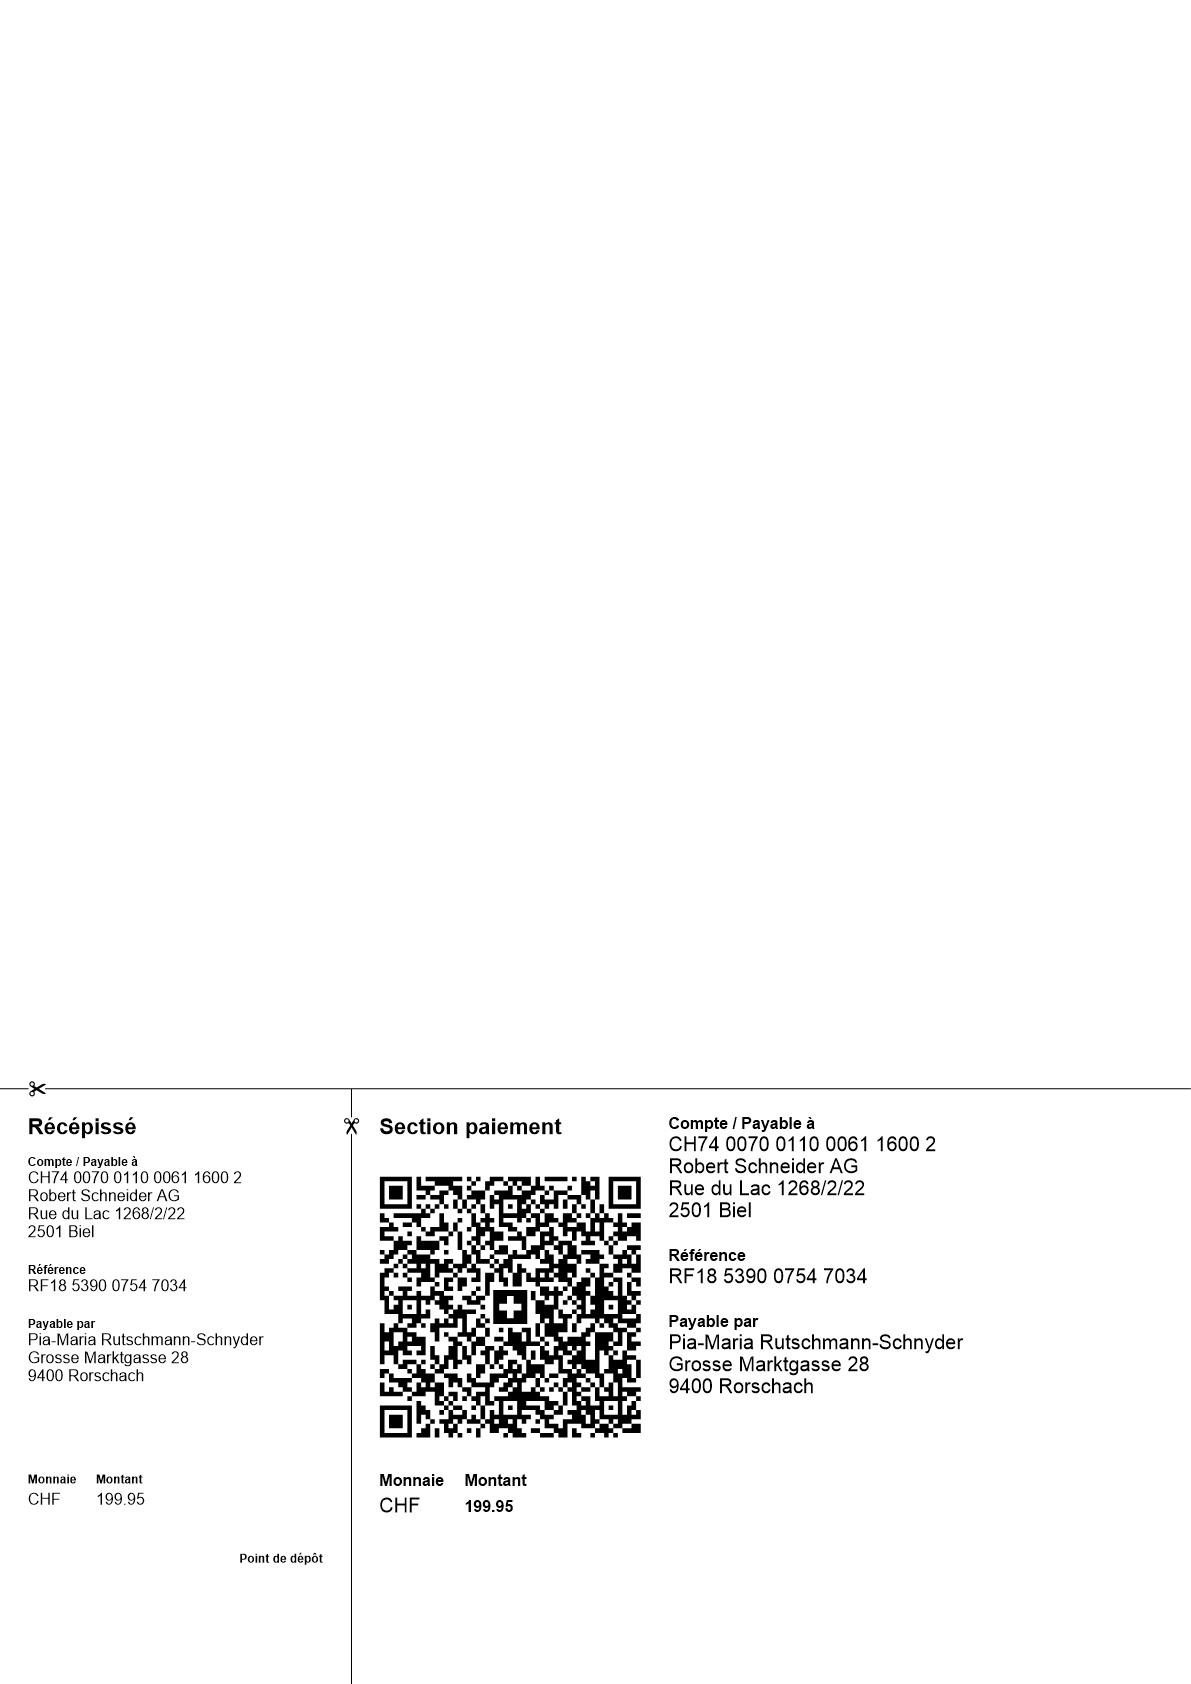 Récépissé
Compte / Payable à
CH74 0070 0110 0061 1600 2
Robert Schneider AG
Rue du Lac 1268/2/22
2501 Biel
Référence
RF18 5390 0754 7034
Payable par
Pia-Maria Rutschmann-Schnyder
Grosse Marktgasse 28
9400 Rorschach
Monnaie Montant
CHF 199.95
Point de dépôt
Section paiement
Monnaie Montant
CHF 199.95
Compte / Payable à
CH74 0070 0110 0061 1600 2
Robert Schneider AG
Rue du Lac 1268/2/22
2501 Biel
Référence
RF18 5390 0754 7034
Payable par
Pia-Maria Rutschmann-Schnyder
Grosse Marktgasse 28
9400 Rorschach